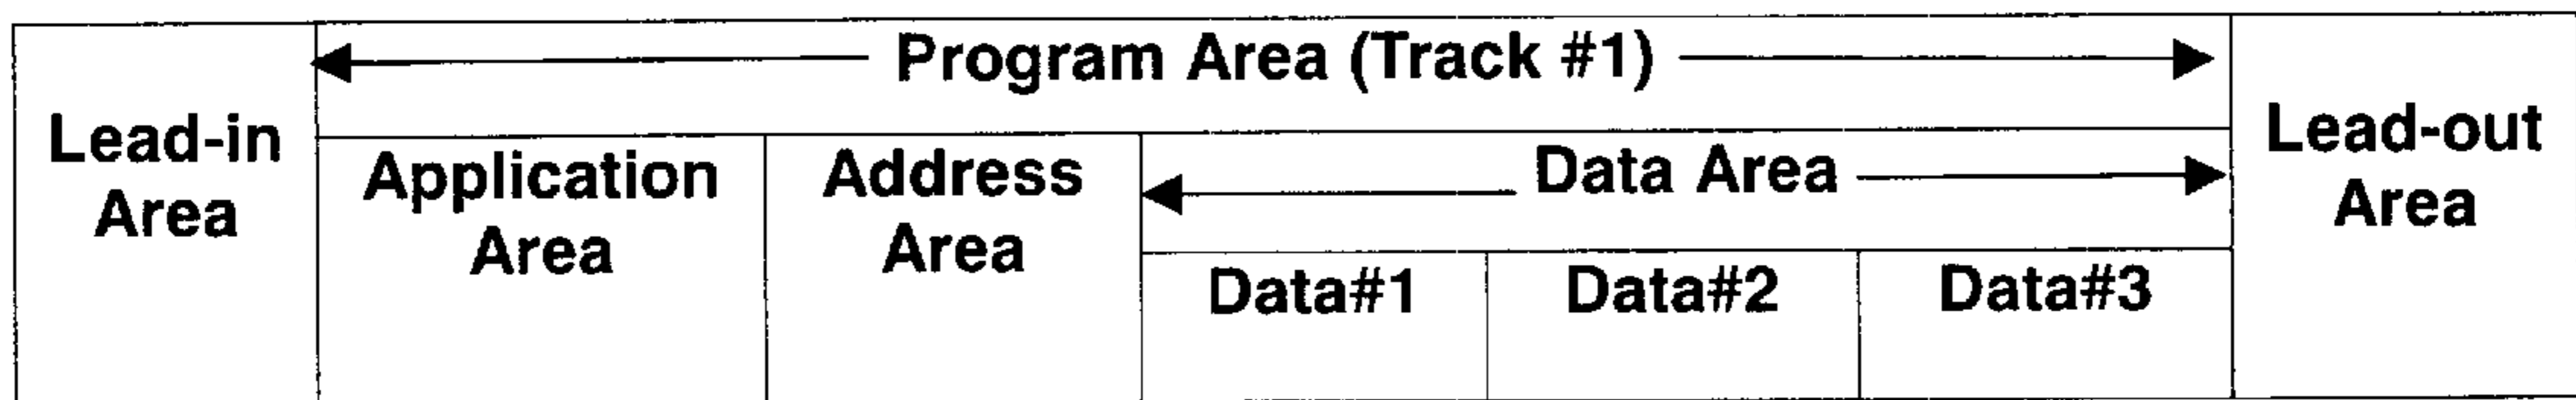 Program Area (Track #1)
Lead-in
Area
Application
Area
Address
Area
Data Area
Data#1
Data#2
Data#3
Lead-out
Area